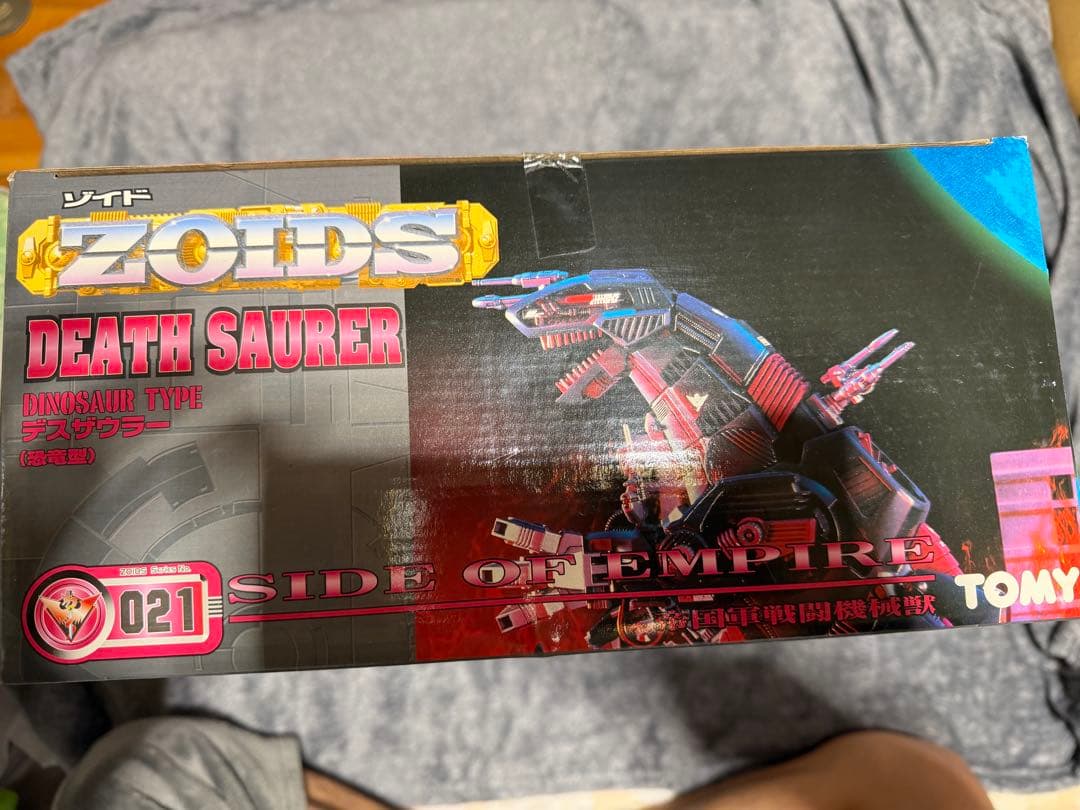 ゾイド
ZOIDS
DEATH SAURER
DINOSAUR TYPE
デスザウラー
(恐竜型)
ZOIDS Series No.
021
SIDE OF EMPIRE
国軍戦闘機械獣
TOMY